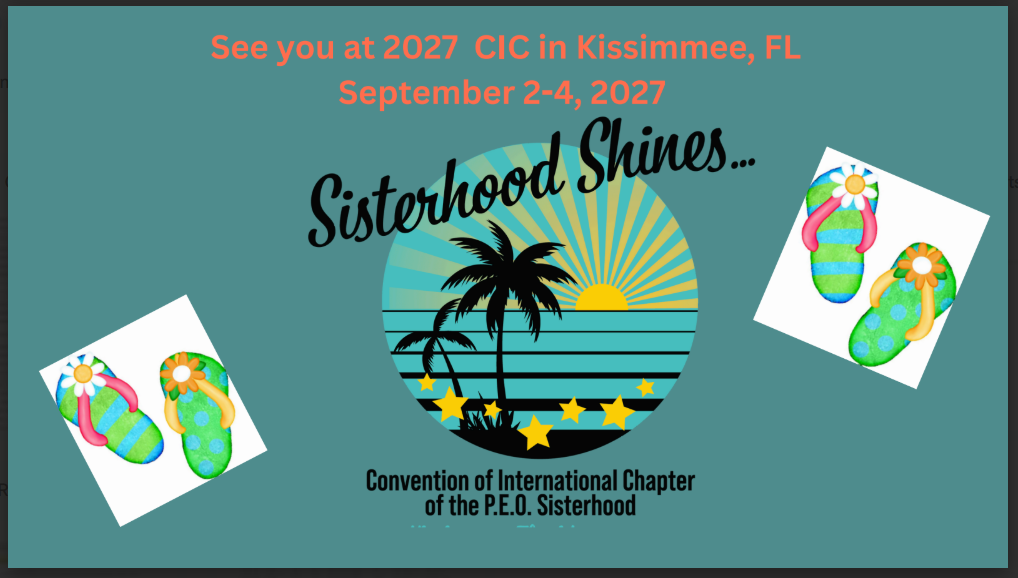 See you at 2027 CIC in Kissimmee, FL
September 2-4, 2027
Sisterhood Shines...
Convention of International Chapter
of the P.E.O. Sisterhood